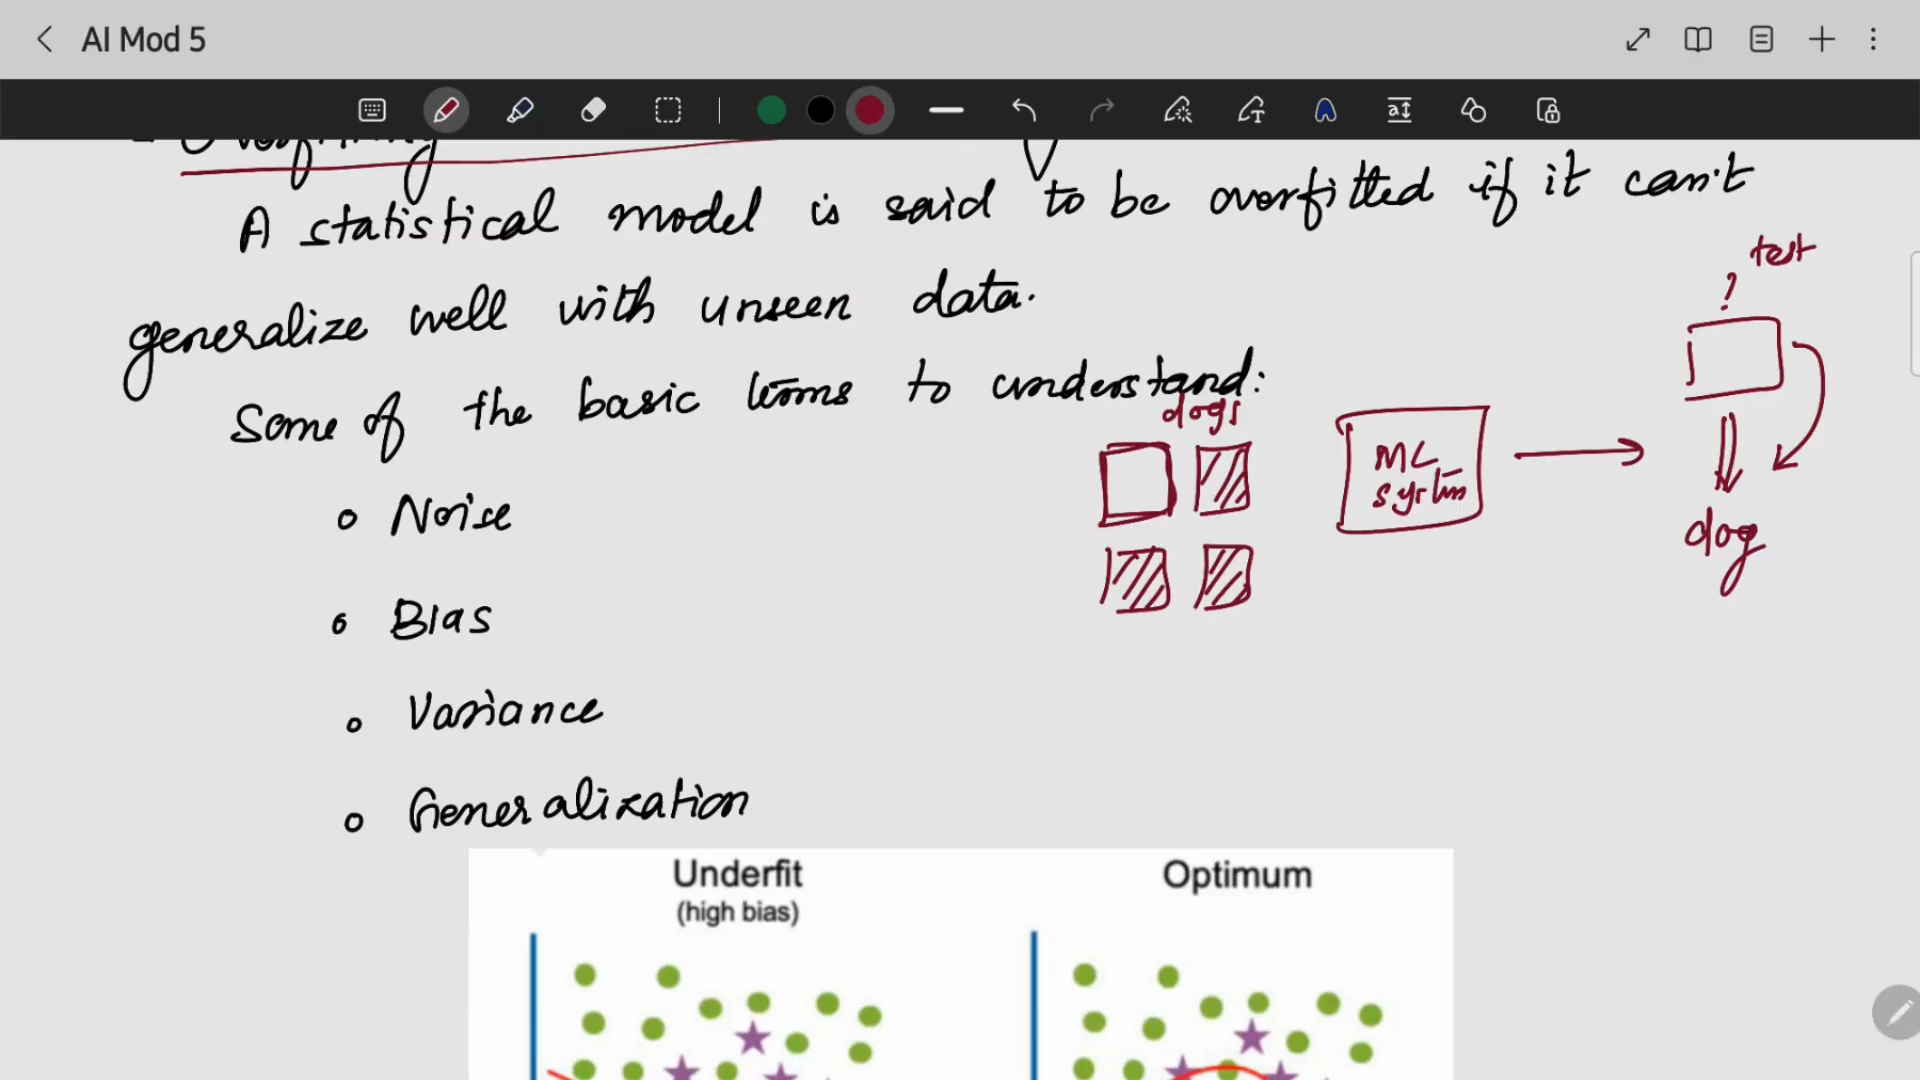 AI Mod 5
Overfitting
A statistical model is said to be overfitted if it can't
test
generalize well with unseen data.
?
Some of the basic terms to understand:
dogs
ML
system
Noise
dog
Bias
Variance
Generalization
Underfit
(high bias)
Optimum